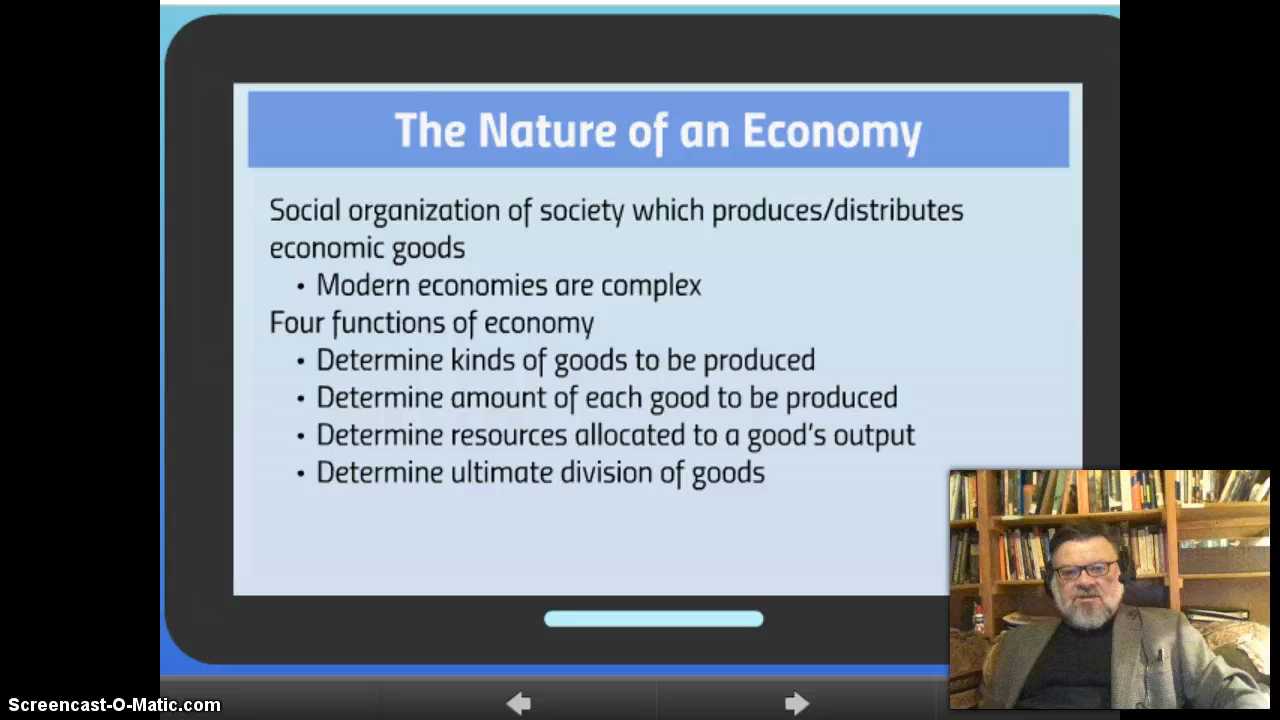 The Nature of an Economy
Social organization of society which produces/distributes
economic goods
• Modern economies are complex
Four functions of economy
• Determine kinds of goods to be produced
• Determine amount of each good to be produced
• Determine resources allocated to a good's output
• Determine ultimate division of goods
Screencast-O-Matic.com